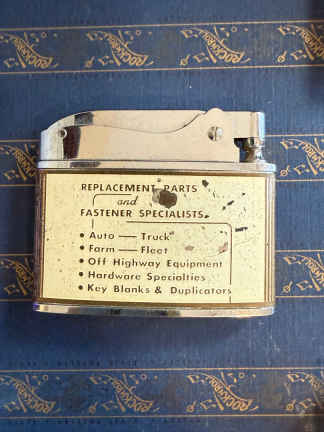 REPLACEMENT PARTS
and
FASTENER SPECIALISTS
• Auto — Truck
• Farm — Fleet
• Off Highway Equipment
• Hardware Specialties
• Key Blanks & Duplicators